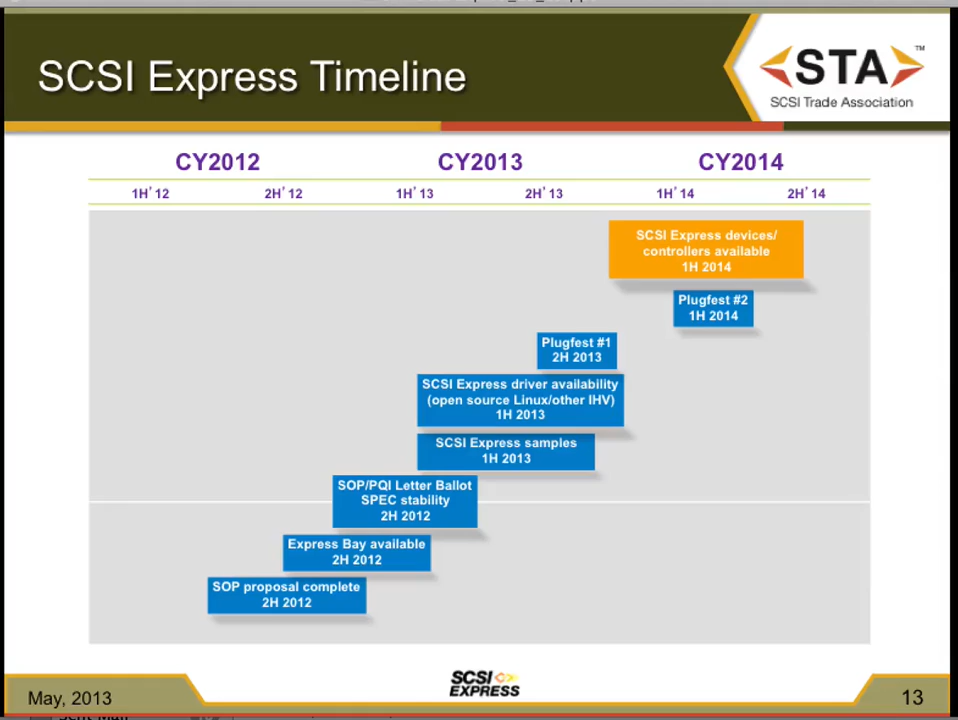 SCSI Express Timeline
STA™
SCSI Trade Association
CY2012 CY2013 CY2014
1H' 12 2H' 12 1H' 13 2H' 13 1H' 14 2H' 14
SCSI Express devices/
controllers available
1H 2014
Plugfest #2
1H 2014
Plugfest #1
2H 2013
SCSI Express driver availability
(open source Linux/other IHV)
1H 2013
SCSI Express samples
1H 2013
SOP/PQI Letter Ballot
SPEC stability
2H 2012
Express Bay available
2H 2012
SOP proposal complete
2H 2012
May, 2013
SCSI
EXPRESS
13